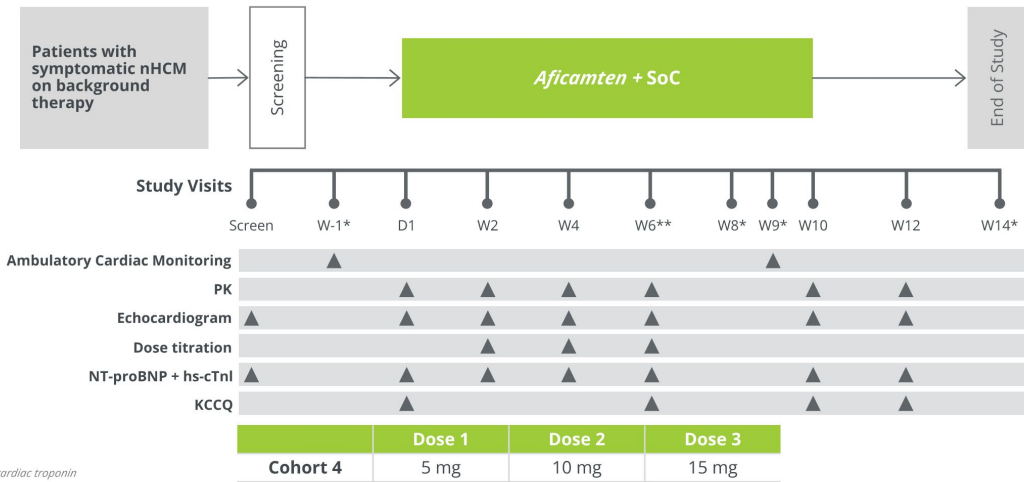 Patients with
symptomatic nHCM
on background
therapy
Screening
Aficamten + SoC
End of Study
Study Visits
Screen W-1* D1 W2 W4 W6** W8* W9* W10 W12 W14*
Ambulatory Cardiac Monitoring
PK
Echocardiogram
Dose titration
NT-proBNP + hs-cTnl
KCCQ
Dose 1 Dose 2 Dose 3
Cohort 4 5 mg 10 mg 15 mg
cardiac troponin